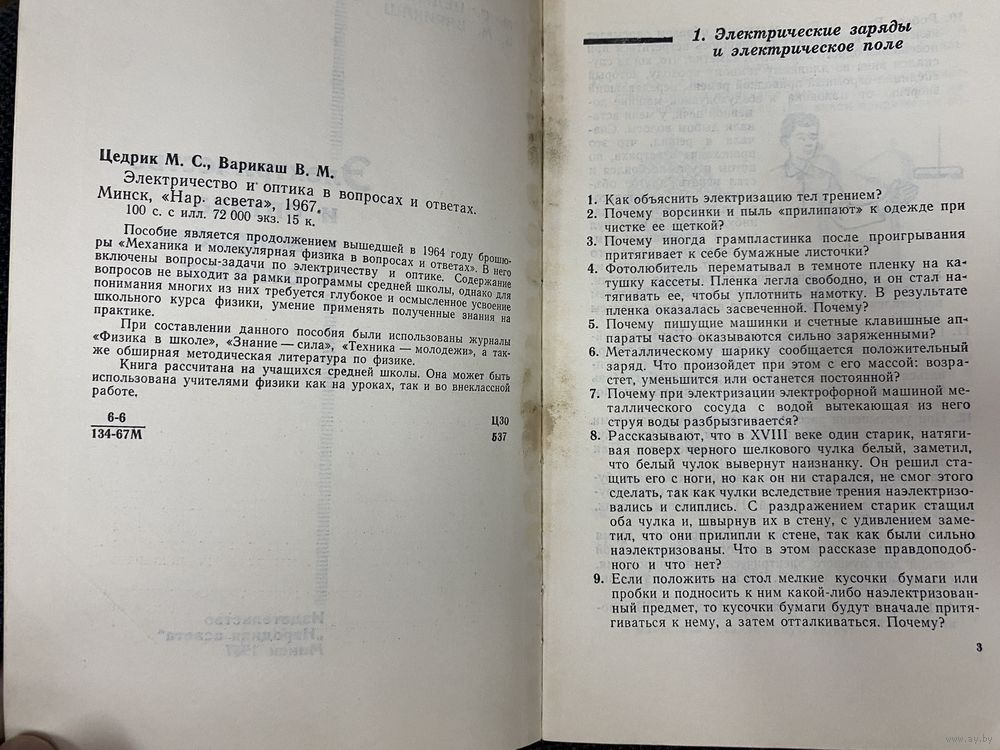 Цедрик М. С., Варикаш В. М.
Электричество и оптика в вопросах и ответах.
Минск, «Нар. асвета», 1967.
100 с. с илл. 72 000 экз. 15 к.
Пособие является продолжением вышедшей в 1964 году брошю-
ры «Механика и молекулярная физика в вопросах и ответах». В него
включены вопросы-задачи по электричеству и оптике. Содержание
вопросов не выходит за рамки программы средней школы, однако для
понимания многих из них требуется глубокое и осмысленное усвоение
школьного курса физики, умение применять полученные знания на
практике.
При составлении данного пособия были использованы журналы
«Физика в школе», «Знание — сила», «Техника — молодежи», а так-
же обширная методическая литература по физике.
Книга рассчитана на учащихся средней школы. Она может быть
использована учителями физики как на уроках, так и во внеклассной
работе.
6-6
134-67М
Ц30
Б37
1. Электрические заряды
и электрическое поле
1. Как объяснить электризацию тел трением?
2. Почему ворсинки и пыль «прилипают» к одежде при
чистке ее щеткой?
3. Почему иногда грампластинка после проигрывания
притягивает к себе бумажные листочки?
4. Фотолюбитель перематывал в темноте пленку на ка-
тушку кассеты. Пленка легла свободно, и он стал на-
тягивать ее, чтобы уплотнить намотку. В результате
пленка оказалась засвеченной. Почему?
5. Почему пишущие машинки и счетные клавишные ап-
параты часто оказываются сильно заряженными?
6. Металлическому шарику сообщается положительный
заряд. Что произойдет при этом с его массой: возра-
стет, уменьшится или останется постоянной?
7. Почему при электризации электрофорной машиной ме-
таллического сосуда с водой вытекающая из него
струя воды разбрызгивается?
8. Рассказывают, что в XVIII веке один старик, натяги-
вая поверх черного шелкового чулка белый, заметил,
что белый чулок вывернут наизнанку. Он решил ста-
щить его с ноги, но как он ни старался, не смог этого
сделать, так как чулки вследствие трения наэлектризо-
вались и слиплись. С раздражением старик стащил
оба чулка и, швырнув их в стену, с удивлением заме-
тил, что они прилипли к стене, так как были сильно
наэлектризованы. Что в этом рассказе правдоподоб-
ного и что нет?
9. Если положить на стол мелкие кусочки бумаги или
пробки и подносить к ним какой-либо наэлектризован-
ный предмет, то кусочки бумаги будут вначале притя-
гиваться к нему, а затем отталкиваться. Почему?
3
Издательство
«Народная асвета»
Минск 1967
www.ay.by